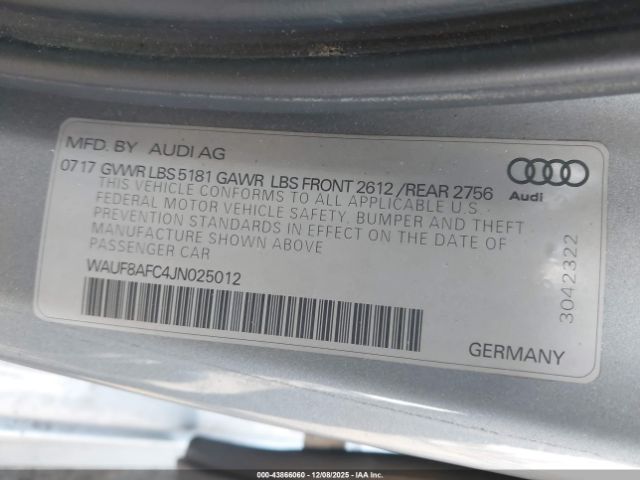 MFD. BY AUDI AG
0717 GVWR LBS 5181 GAWR LBS FRONT 2612 /REAR 2756
THIS VEHICLE CONFORMS TO ALL APPLICABLE U.S.
FEDERAL MOTOR VEHICLE SAFETY, BUMPER AND THEFT
PREVENTION STANDARDS IN EFFECT ON THE DATE OF
MANUFACTURE SHOWN ABOVE
PASSENGER CAR
WAUF8AFC4JN025012
Audi
3042322
GERMANY
00-43866060 - 12/08/2025 - IAA Inc.